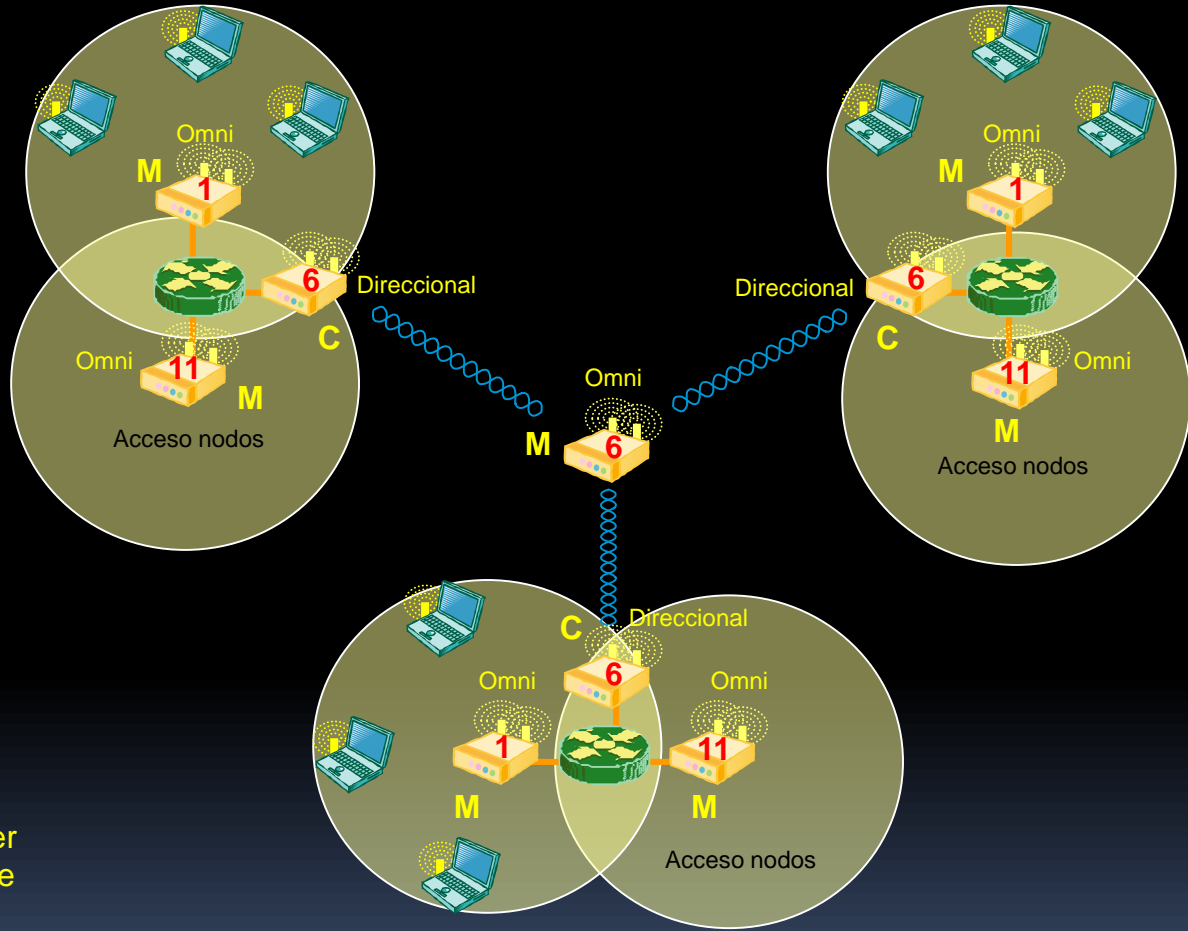 Omni
M
1
6
Direccional
C
Omni
11
M
Acceso nodos
Omni
M
1
Direccional
6
C
11
Omni
M
Acceso nodos
Omni
M
6
C
Direccional
6
Omni
1
M
Omni
11
M
Acceso nodos
er
e